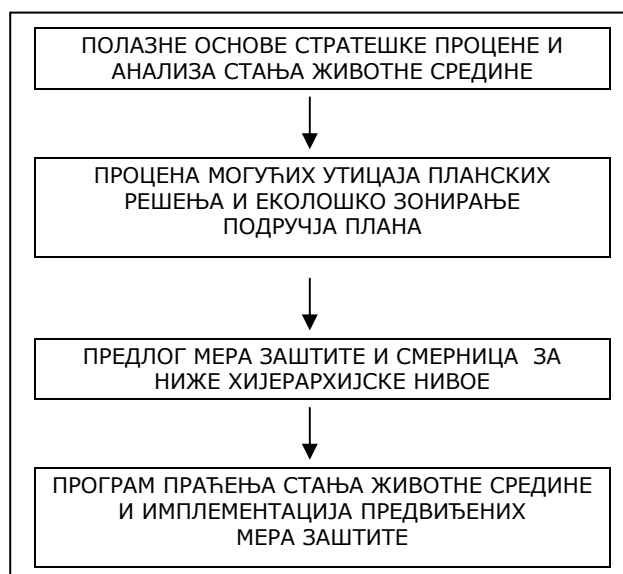 ПОЛАЗНЕ ОСНОВЕ СТРАТЕШКЕ ПРОЦЕНЕ И
АНАЛИЗА СТАЊА ЖИВОТНЕ СРЕДИНЕ
ПРОЦЕНА МОГУЋИХ УТИЦАЈА ПЛАНСКИХ
РЕШЕЊА И ЕКОЛОШКО ЗОНИРАЊЕ
ПОДРУЧЈА ПЛАНА
ПРЕДЛОГ МЕРА ЗАШТИТЕ И СМЕРНИЦА ЗА
НИЖЕ ХИЈЕРАРХИЈСКЕ НИВОЕ
ПРОГРАМ ПРАЋЕЊА СТАЊА ЖИВОТНЕ СРЕДИНЕ
И ИМПЛЕМЕНТАЦИЈА ПРЕДВИЂЕНИХ
МЕРА ЗАШТИТЕ